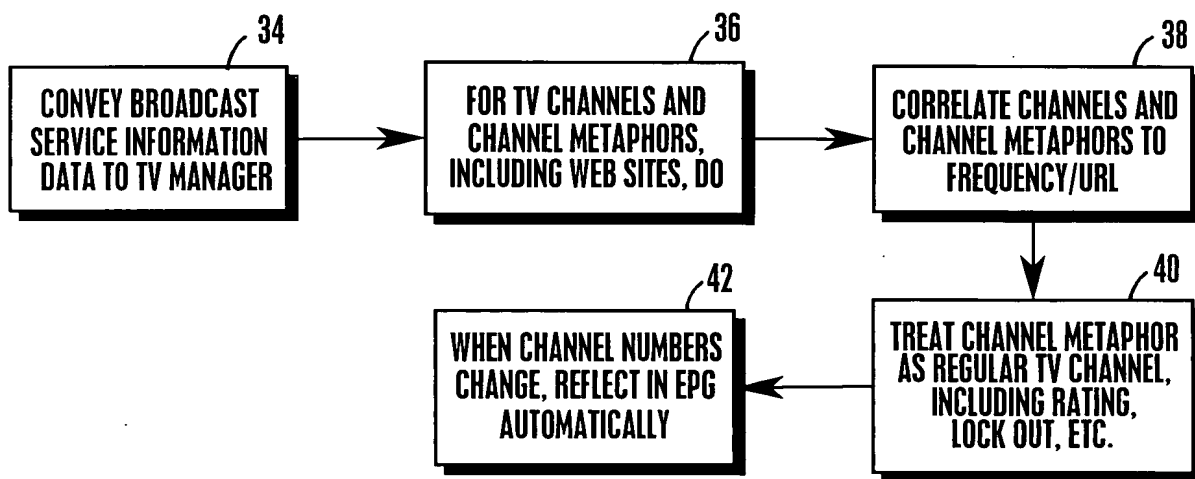 34
CONVEY BROADCAST
SERVICE INFORMATION
DATA TO TV MANAGER
36
FOR TV CHANNELS AND
CHANNEL METAPHORS,
INCLUDING WEB SITES, DO
38
CORRELATE CHANNELS AND
CHANNEL METAPHORS TO
FREQUENCY/URL
40
TREAT CHANNEL METAPHOR
AS REGULAR TV CHANNEL,
INCLUDING RATING,
LOCK OUT, ETC.
42
WHEN CHANNEL NUMBERS
CHANGE, REFLECT IN EPG
AUTOMATICALLY